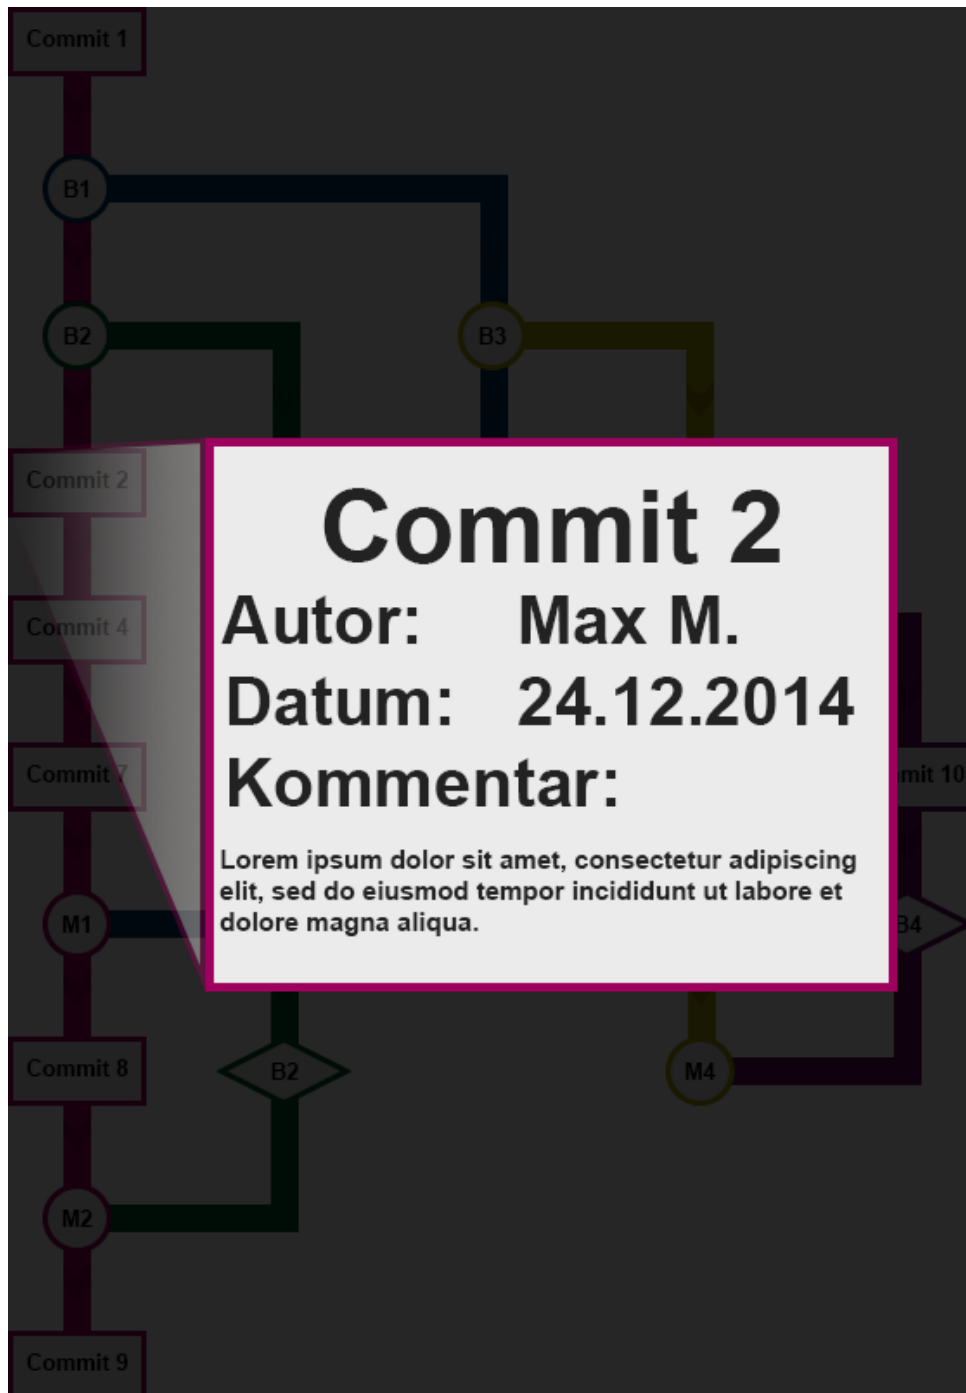 Commit 1
B1
B2
B3
Commit 2
Commit 2
Autor: Max M.
Datum: 24.12.2014
Kommentar:
Lorem ipsum dolor sit amet, consectetur adipiscing
elit, sed do eiusmod tempor incididunt ut labore et
dolore magna aliqua.
Commit 4
Commit 7
10
M1
B4
Commit 8
B2
M4
M2
Commit 9